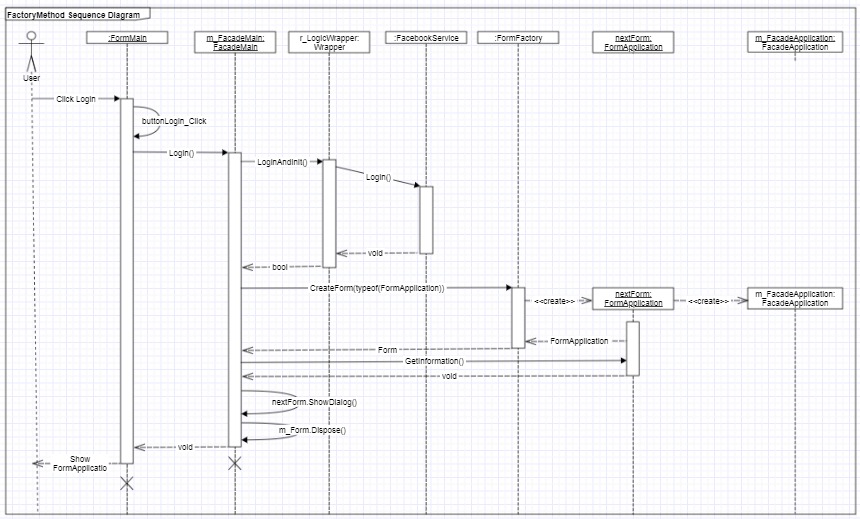 FactoryMethod Sequence Diagram
:FormMain
m_FacadeMain:
FacadeMain
r_LogicWrapper:
Wrapper
:FacebookService
:FormFactory
nextForm:
FormApplication
m_FacadeApplication:
FacadeApplication
User
Click Login
buttonLogin_Click
Login()
LoginAndInit()
Login()
void
bool
CreateForm(typeof(FormApplication))
<<create>>
nextForm:
FormApplication
<<create>>
m_FacadeApplication:
FacadeApplication
FormApplication
Form
GetInformation()
void
nextForm.ShowDialog()
m_Form.Dispose()
void
Show
FormApplicatio